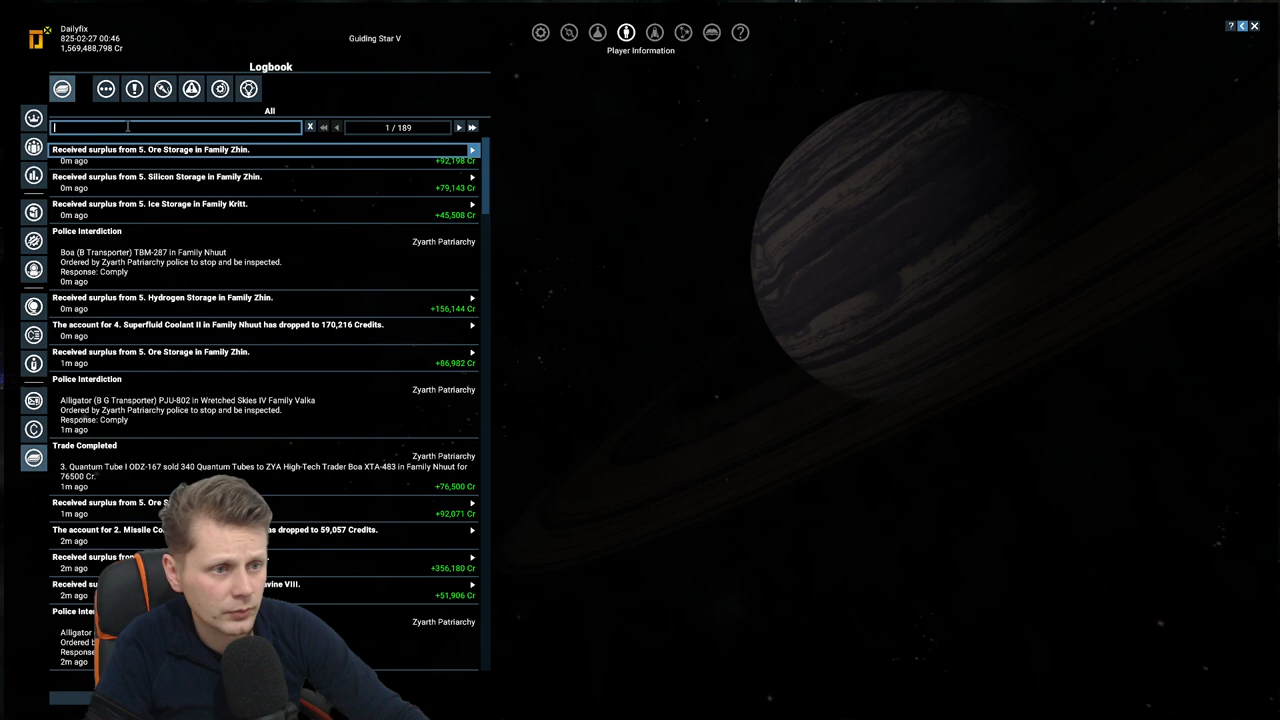 Dailyfix
825-02-27 00:46
1,569,488,798 Cr
Guiding Star V
Player Information
Logbook
All
X
1 / 189
Received surplus from 5. Ore Storage in Family Zhin.
0m ago
+92,198 Cr
Received surplus from 5. Silicon Storage in Family Zhin.
0m ago
+79,143 Cr
Received surplus from 5. Ice Storage in Family Kritt.
0m ago
+45,508 Cr
Police Interdiction
Zyarth Patriarchy
Boa (B Transporter) TBM-287 in Family Nhuut
Ordered by Zyarth Patriarchy police to stop and be inspected.
Response: Comply
0m ago
Received surplus from 5. Hydrogen Storage in Family Zhin.
0m ago
+156,144 Cr
The account for 4. Superfluid Coolant II in Family Nhuut has dropped to 170,216 Credits.
0m ago
Received surplus from 5. Ore Storage in Family Zhin.
1m ago
+86,982 Cr
Police Interdiction
Zyarth Patriarchy
Alligator (B G Transporter) PJU-802 in Wretched Skies IV Family Valka
Ordered by Zyarth Patriarchy police to stop and be inspected.
Response: Comply
1m ago
Trade Completed
Zyarth Patriarchy
3. Quantum Tube I ODZ-167 sold 340 Quantum Tubes to ZYA High-Tech Trader Boa XTA-483 in Family Nhuut for
76500 Cr.
1m ago
+76,500 Cr
Received surplus from 5. Ore
1m ago
+92,071 Cr
The account for 2. Missile has dropped to 59,057 Credits.
2m ago
Received surplus
2m ago
+356,180 Cr
Received VIII.
2m ago
+51,906 Cr
Police
Zyarth Patriarchy
Alligator
Ordered
Response
2m ago